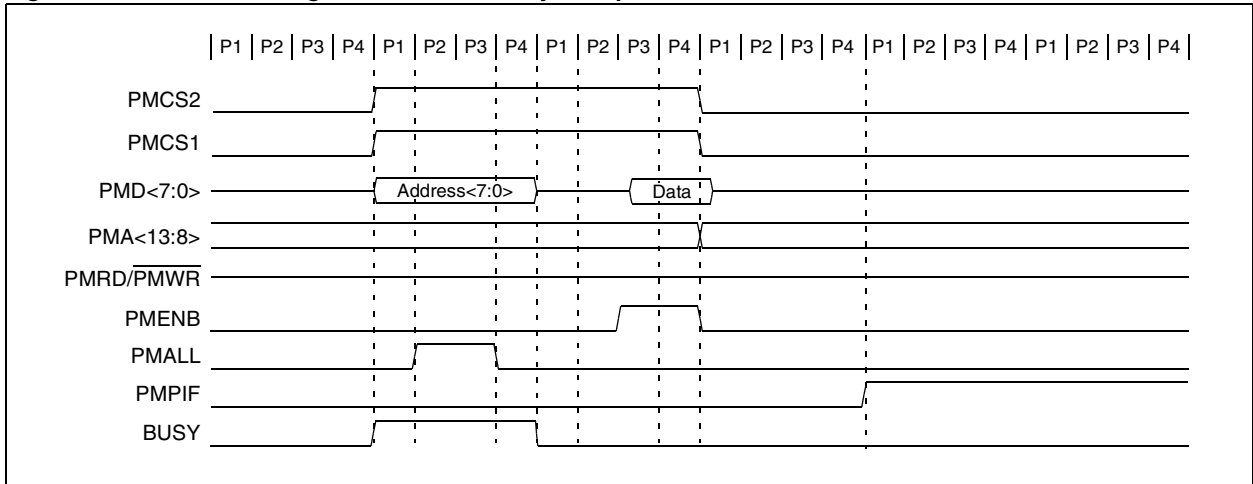 P1 P2 P3 P4 P1 P2 P3 P4 P1 P2 P3 P4 P1 P2 P3 P4 P1 P2 P3 P4 P1 P2 P3 P4
PMCS2
PMCS1
PMD<7:0> Address<7:0> Data
PMA<13:8>
PMRD/PMWR
PMENB
PMALL
PMPIF
BUSY